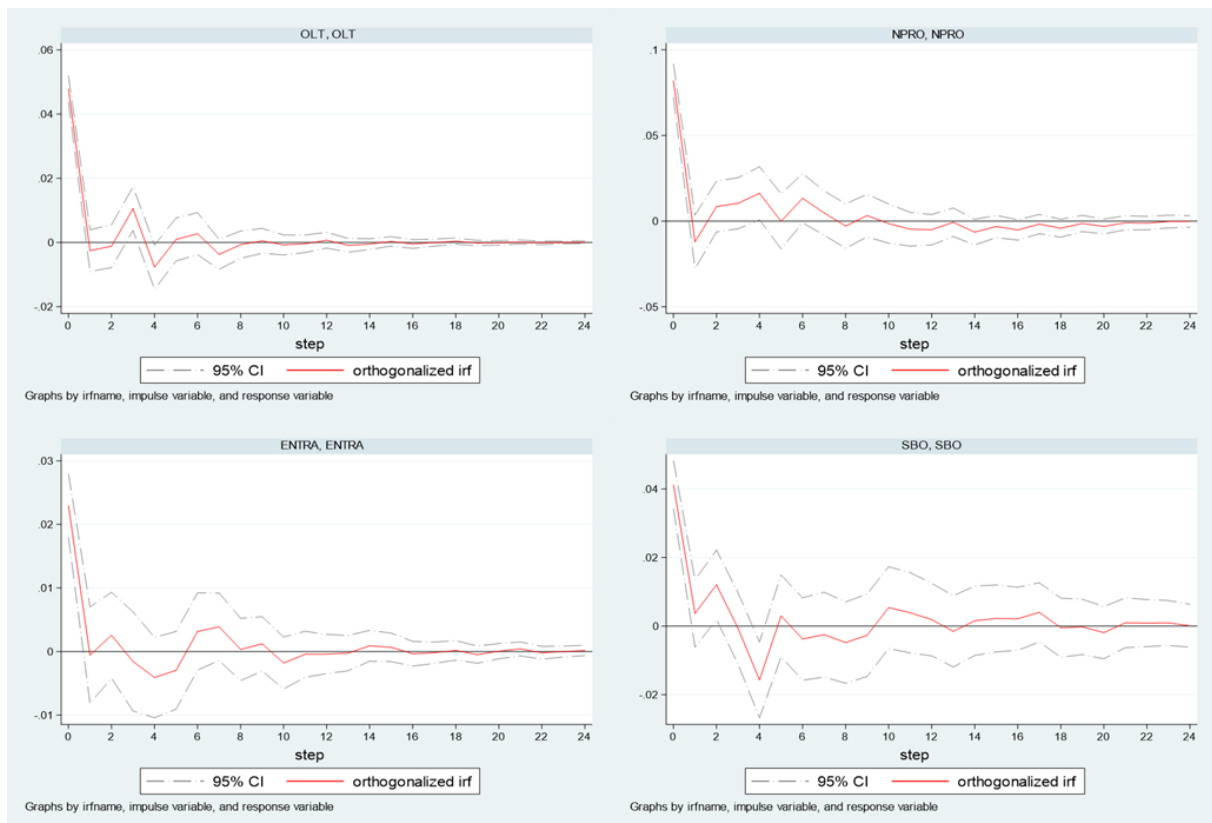 OLT, OLT
.06
.04
.02
0
-.02
0 2 4 6 8 10 12 14 16 18 20 22 24
step
95% CI orthogonalized irf
Graphs by irfname, impulse variable, and response variable
NPRO, NPRO
.1
.05
0
-.05
0 2 4 6 8 10 12 14 16 18 20 22 24
step
95% CI orthogonalized irf
Graphs by irfname, impulse variable, and response variable
ENTRA, ENTRA
.03
.02
.01
0
-.01
0 2 4 6 8 10 12 14 16 18 20 22 24
step
95% CI orthogonalized irf
Graphs by irfname, impulse variable, and response variable
SBO, SBO
.04
.02
0
-.02
0 2 4 6 8 10 12 14 16 18 20 22 24
step
95% CI orthogonalized irf
Graphs by irfname, impulse variable, and response variable